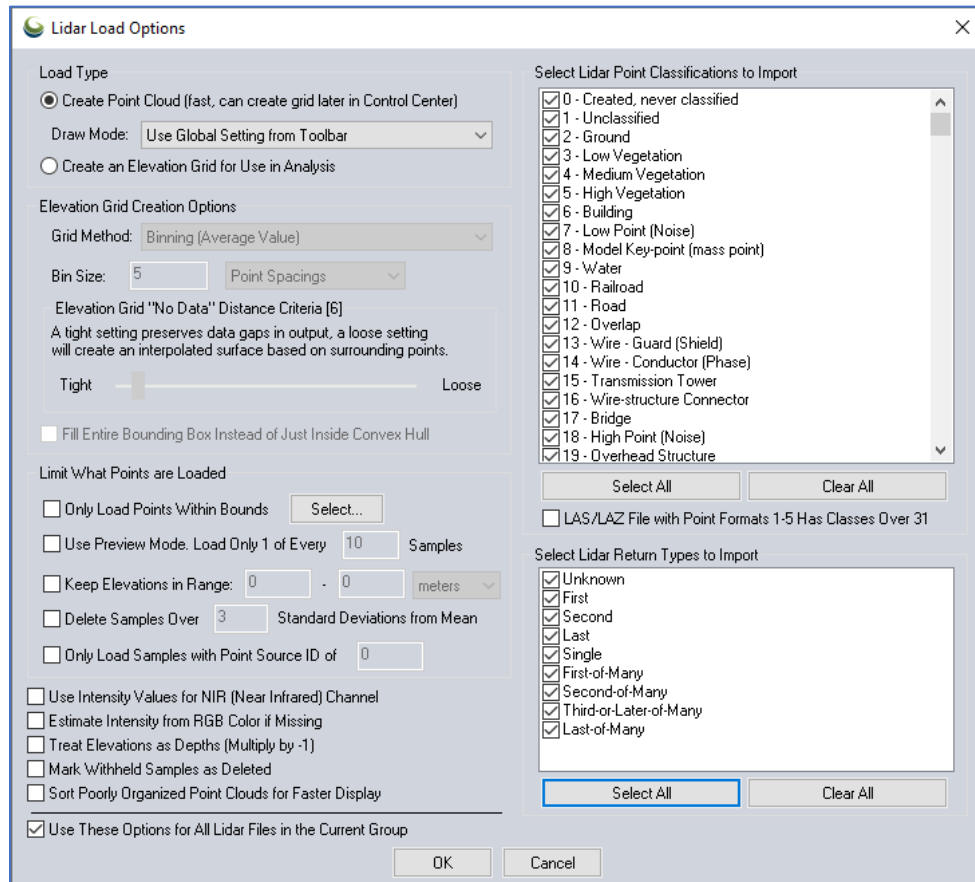 Lidar Load Options
Load Type
Create Point Cloud (fast, can create grid later in Control Center)
Draw Mode: Use Global Setting from Toolbar
Create an Elevation Grid for Use in Analysis
Elevation Grid Creation Options
Grid Method: Binning (Average Value)
Bin Size: 5 Point Spacings
Elevation Grid "No Data" Distance Criteria [6]
A tight setting preserves data gaps in output, a loose setting
will create an interpolated surface based on surrounding points.
Tight Loose
Fill Entire Bounding Box Instead of Just Inside Convex Hull
Limit What Points are Loaded
Only Load Points Within Bounds Select...
Use Preview Mode. Load Only 1 of Every 10 Samples
Keep Elevations in Range: 0 - 0 meters
Delete Samples Over 3 Standard Deviations from Mean
Only Load Samples with Point Source ID of 0
Use Intensity Values for NIR (Near Infrared) Channel
Estimate Intensity from RGB Color if Missing
Treat Elevations as Depths (Multiply by -1)
Mark Withheld Samples as Deleted
Sort Poorly Organized Point Clouds for Faster Display
Use These Options for All Lidar Files in the Current Group
Select Lidar Point Classifications to Import
0 - Created, never classified
1 - Unclassified
2 - Ground
3 - Low Vegetation
4 - Medium Vegetation
5 - High Vegetation
6 - Building
7 - Low Point (Noise)
8 - Model Key-point (mass point)
9 - Water
10 - Railroad
11 - Road
12 - Overlap
13 - Wire - Guard (Shield)
14 - Wire - Conductor (Phase)
15 - Transmission Tower
16 - Wire-structure Connector
17 - Bridge
18 - High Point (Noise)
19 - Overhead Structure
Select All Clear All
LAS/LAZ File with Point Formats 1-5 Has Classes Over 31
Select Lidar Return Types to Import
Unknown
First
Second
Last
Single
First-of-Many
Second-of-Many
Third-or-Later-of-Many
Last-of-Many
Select All Clear All
OK Cancel